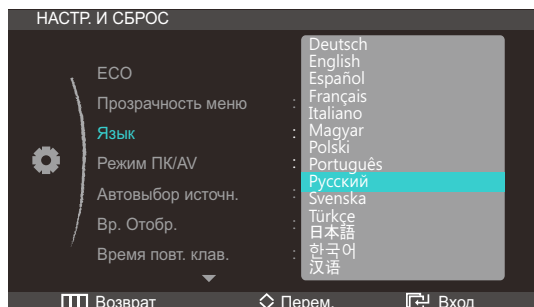 НАСТР. И СБРОС
ECO
Прозрачность меню :
Язык :
Режим ПК/AV :
Автовыбор источн. :
Вр. Отобр. :
Время повт. клав. :
Deutsch
English
Español
Français
Italiano
Magyar
Polski
Português
Русский
Svenska
Türkçe
日本語
한국어
汉语
Возврат Перем. Вход